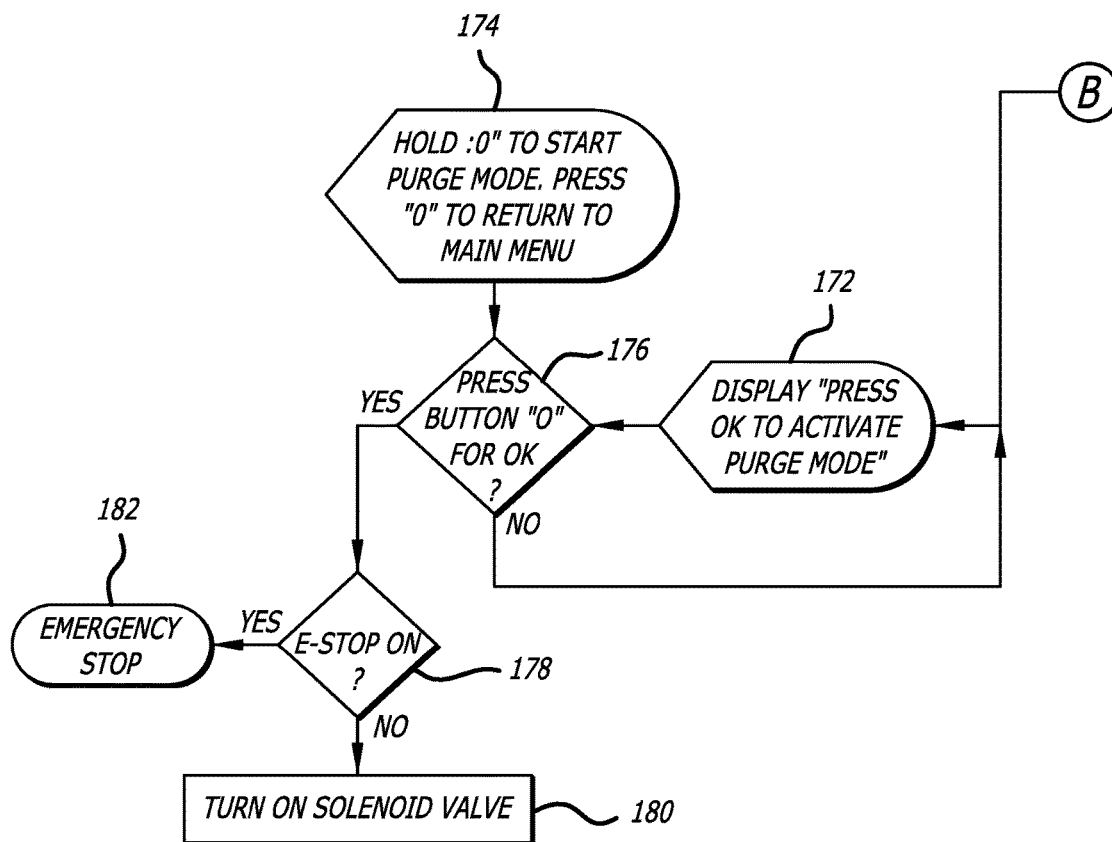 174
B
HOLD :0" TO START
PURGE MODE. PRESS
"0" TO RETURN TO
MAIN MENU
172
176
PRESS
BUTTON "O"
FOR OK
?
YES
NO
DISPLAY "PRESS
OK TO ACTIVATE
PURGE MODE"
182
EMERGENCY
STOP
YES
E-STOP ON
?
178
NO
TURN ON SOLENOID VALVE
180